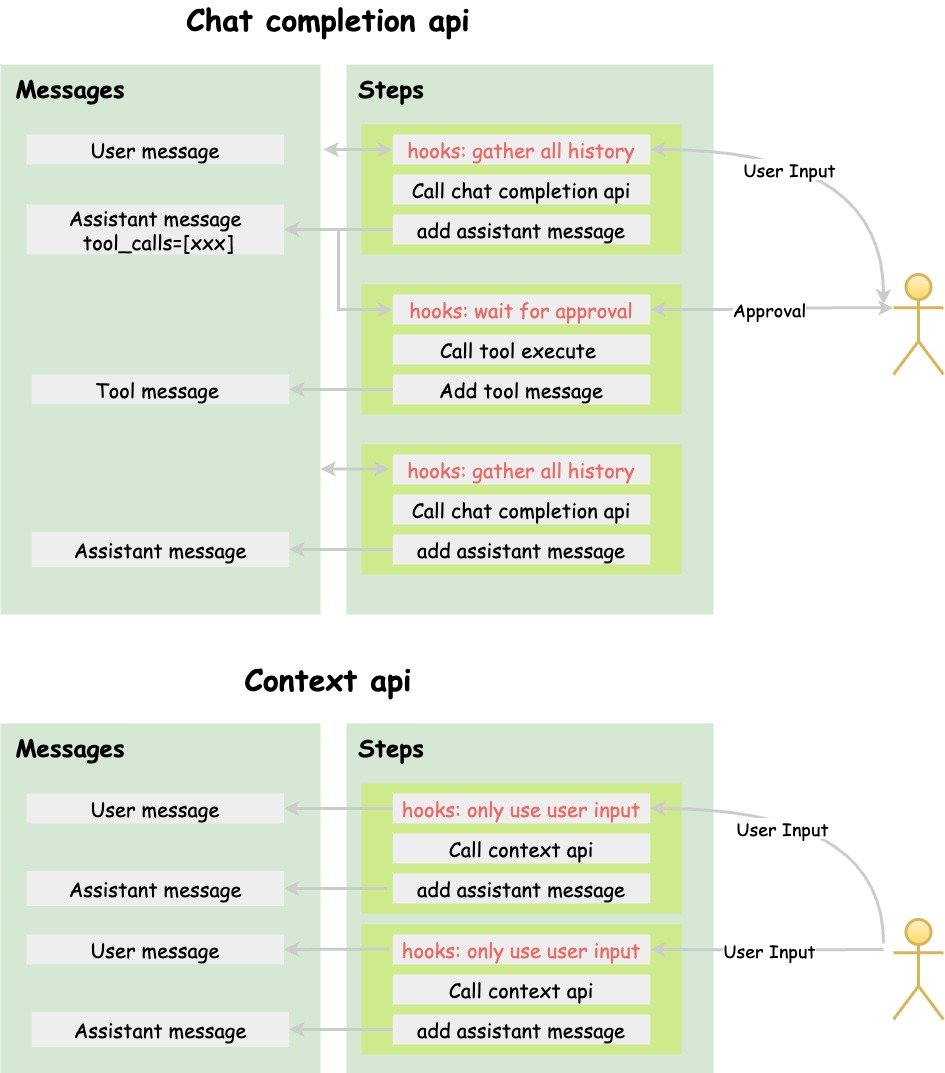 Chat completion api
Messages
Steps
User message
hooks: gather all history
User Input
Call chat completion api
Assistant message
tool_calls=[xxx]
add assistant message
hooks: wait for approval
Approval
Call tool execute
Tool message
Add tool message
hooks: gather all history
Call chat completion api
Assistant message
add assistant message
Context api
Messages
Steps
User message
hooks: only use user input
User Input
Call context api
Assistant message
add assistant message
User message
hooks: only use user input
User Input
Call context api
Assistant message
add assistant message